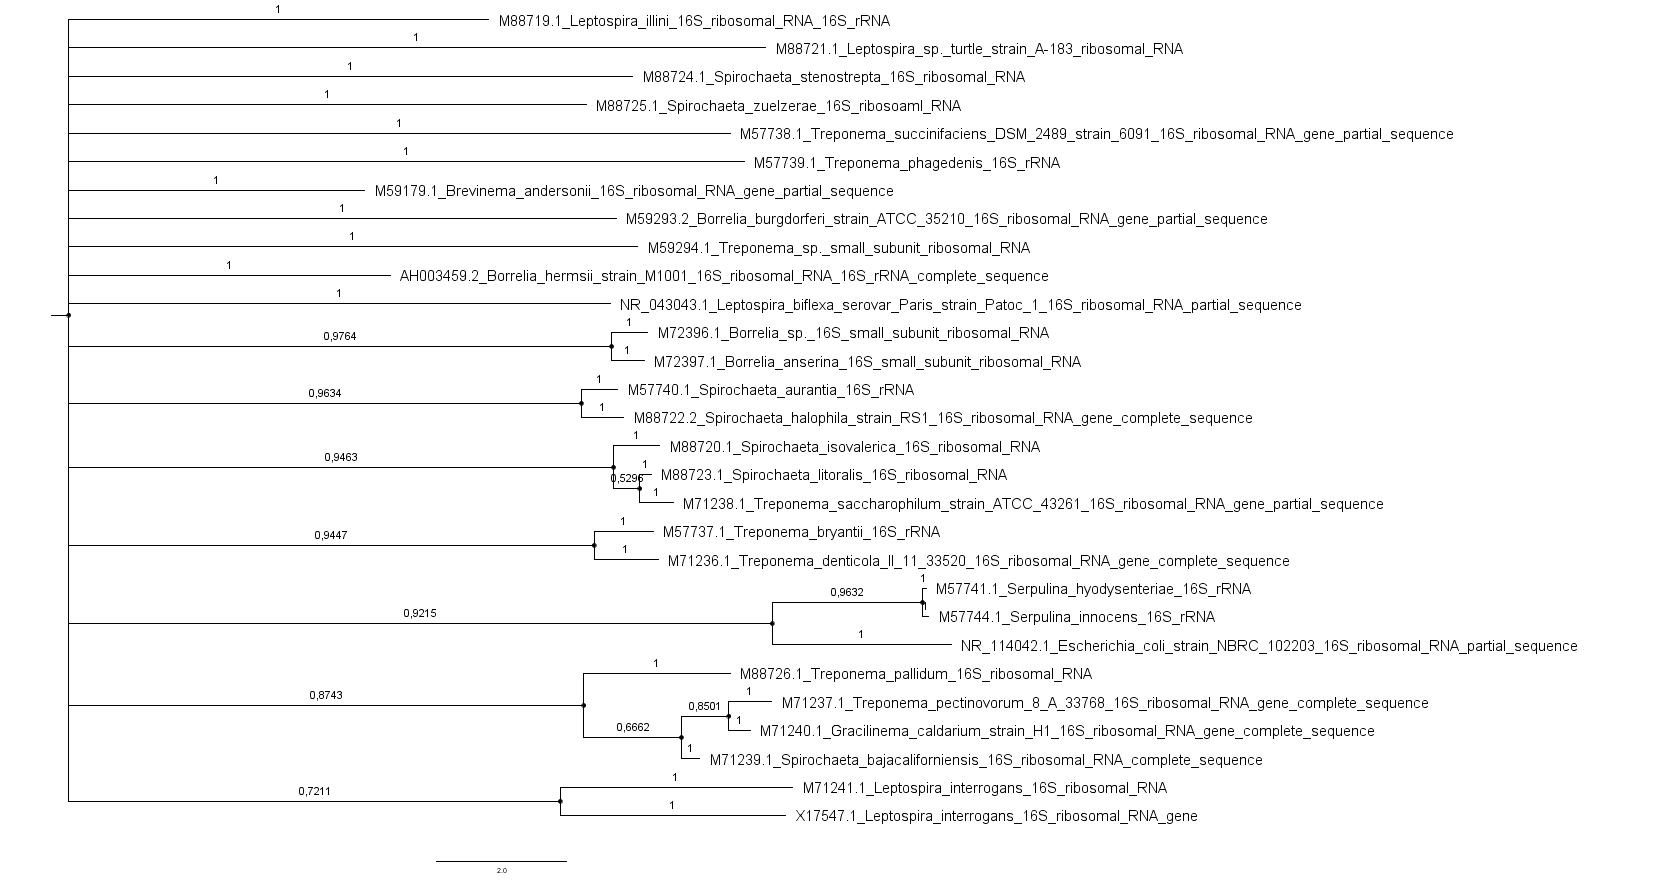 1
M88719.1_Leptospira_illini_16S_ribosomal_RNA_16S_rRNA
1
M88721.1_Leptospira_sp._turtle_strain_A-183_ribosomal_RNA
1
M88724.1_Spirochaeta_stenostrepta_16S_ribosomal_RNA
1
M88725.1_Spirochaeta_zuelzerae_16S_ribosoaml_RNA
1
M57738.1_Treponema_succinifaciens_DSM_2489_strain_6091_16S_ribosomal_RNA_gene_partial_sequence
1
M57739.1_Treponema_phagedenis_16S_rRNA
1
M59179.1_Brevinema_andersonii_16S_ribosomal_RNA_gene_partial_sequence
1
M59293.2_Borrelia_burgdorferi_strain_ATCC_35210_16S_ribosomal_RNA_gene_partial_sequence
1
M59294.1_Treponema_sp._small_subunit_ribosomal_RNA
1
AH003459.2_Borrelia_hermsii_strain_M1001_16S_ribosomal_RNA_16S_rRNA_complete_sequence
1
NR_043043.1_Leptospira_biflexa_serovar_Paris_strain_Patoc_1_16S_ribosomal_RNA_partial_sequence
0,9764
1
M72396.1_Borrelia_sp._16S_small_subunit_ribosomal_RNA
1
M72397.1_Borrelia_anserina_16S_small_subunit_ribosomal_RNA
0,9634
1
M57740.1_Spirochaeta_aurantia_16S_rRNA
1
M88722.2_Spirochaeta_halophila_strain_RS1_16S_ribosomal_RNA_gene_complete_sequence
0,9463
1
M88720.1_Spirochaeta_isovalerica_16S_ribosomal_RNA
0,5296
1
M88723.1_Spirochaeta_litoralis_16S_ribosomal_RNA
1
M71238.1_Treponema_saccharophilum_strain_ATCC_43261_16S_ribosomal_RNA_gene_partial_sequence
0,9447
1
M57737.1_Treponema_bryantii_16S_rRNA
1
M71236.1_Treponema_denticola_II_11_33520_16S_ribosomal_RNA_gene_complete_sequence
0,9215
0,9632
1
M57741.1_Serpulina_hyodysenteriae_16S_rRNA
1
M57744.1_Serpulina_innocens_16S_rRNA
1
NR_114042.1_Escherichia_coli_strain_NBRC_102203_16S_ribosomal_RNA_partial_sequence
0,8743
1
M88726.1_Treponema_pallidum_16S_ribosomal_RNA
0,6662
0,8501
1
M71237.1_Treponema_pectinovorum_8_A_33768_16S_ribosomal_RNA_gene_complete_sequence
1
M71240.1_Gracilinema_caldarium_strain_H1_16S_ribosomal_RNA_gene_complete_sequence
1
M71239.1_Spirochaeta_bajacaliforniensis_16S_ribosomal_RNA_complete_sequence
0,7211
1
M71241.1_Leptospira_interrogans_16S_ribosomal_RNA
1
X17547.1_Leptospira_interrogans_16S_ribosomal_RNA_gene
2.0